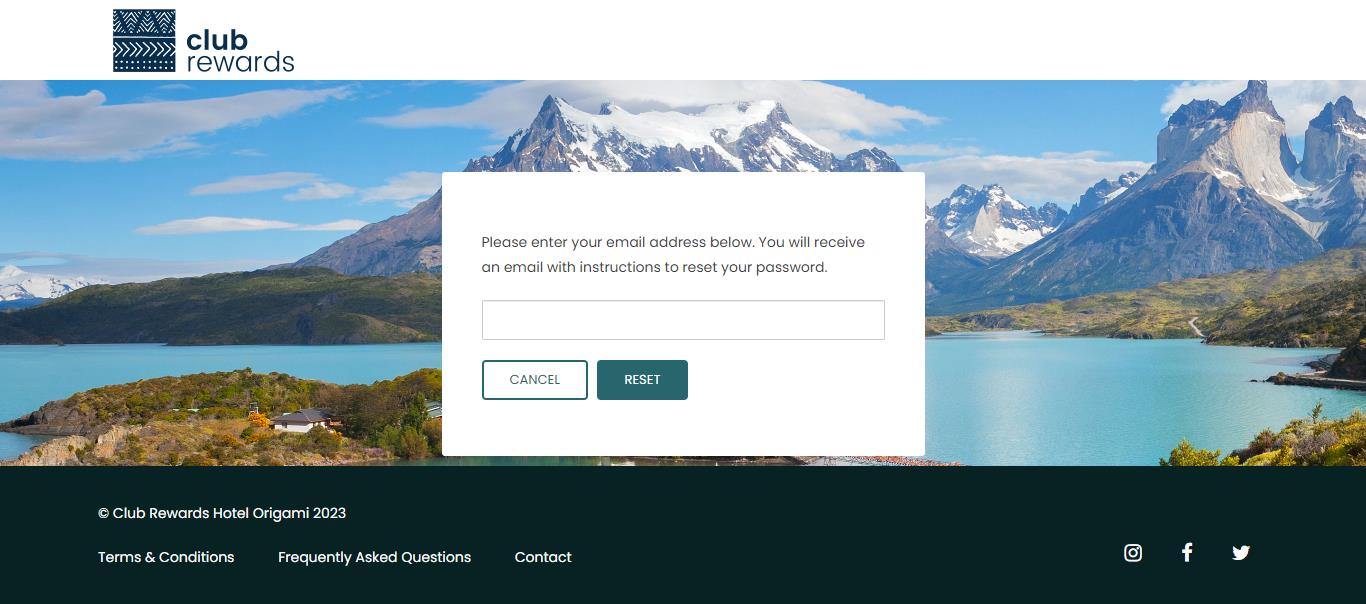 club
rewards
Please enter your email address below. You will receive
an email with instructions to reset your password.
CANCEL
RESET
© Club Rewards Hotel Origami 2023
Terms & Conditions
Frequently Asked Questions
Contact